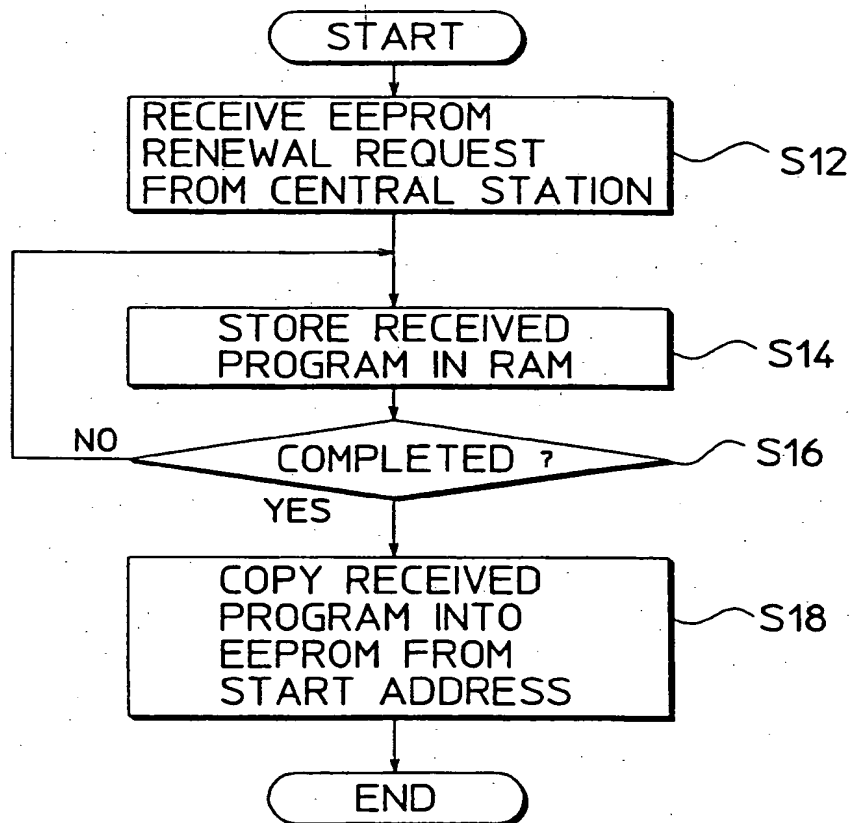 START
RECEIVE EEPROM
RENEWAL REQUEST
FROM CENTRAL STATION
S12
STORE RECEIVED
PROGRAM IN RAM
S14
NO
COMPLETED ?
S16
YES
COPY RECEIVED
PROGRAM INTO
EEPROM FROM
START ADDRESS
S18
END